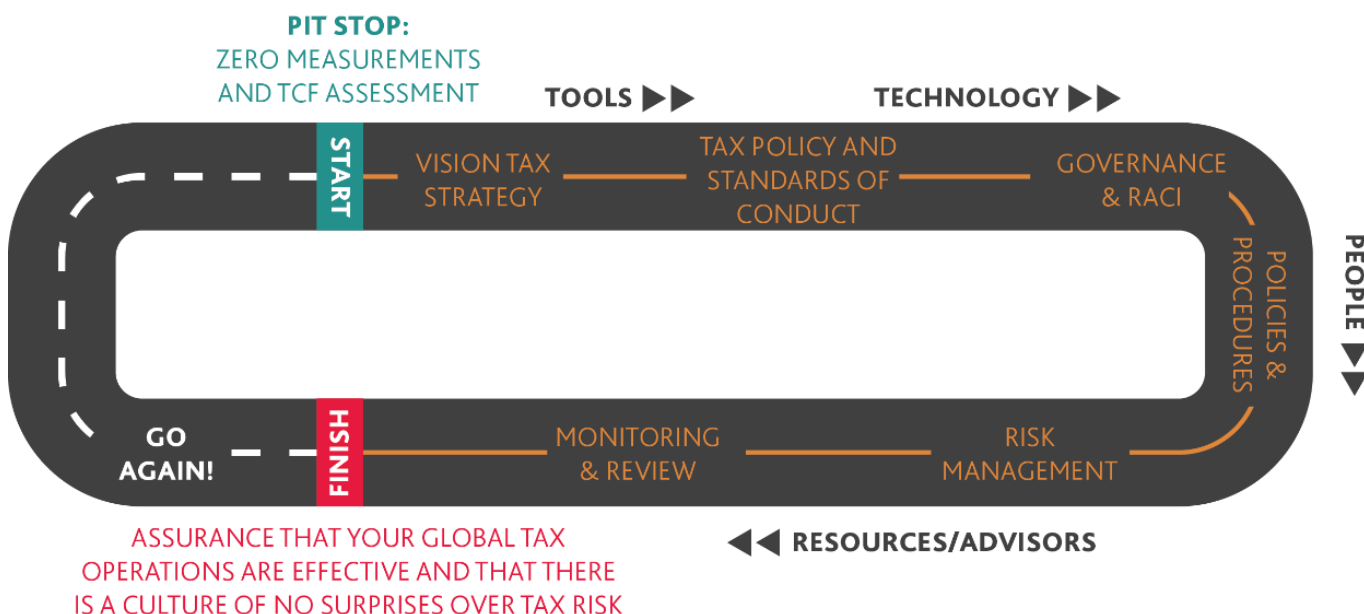 PIT STOP:
ZERO MEASUREMENTS
AND TCF ASSESSMENT
TOOLS
TECHNOLOGY
START
VISION TAX
STRATEGY
TAX POLICY AND
STANDARDS OF
CONDUCT
GOVERNANCE
& RACI
POLICIES &
PROCEDURES
PEOPLE
RISK
MANAGEMENT
MONITORING
& REVIEW
FINISH
GO
AGAIN!
RESOURCES/ADVISORS
ASSURANCE THAT YOUR GLOBAL TAX
OPERATIONS ARE EFFECTIVE AND THAT THERE
IS A CULTURE OF NO SURPRISES OVER TAX RISK